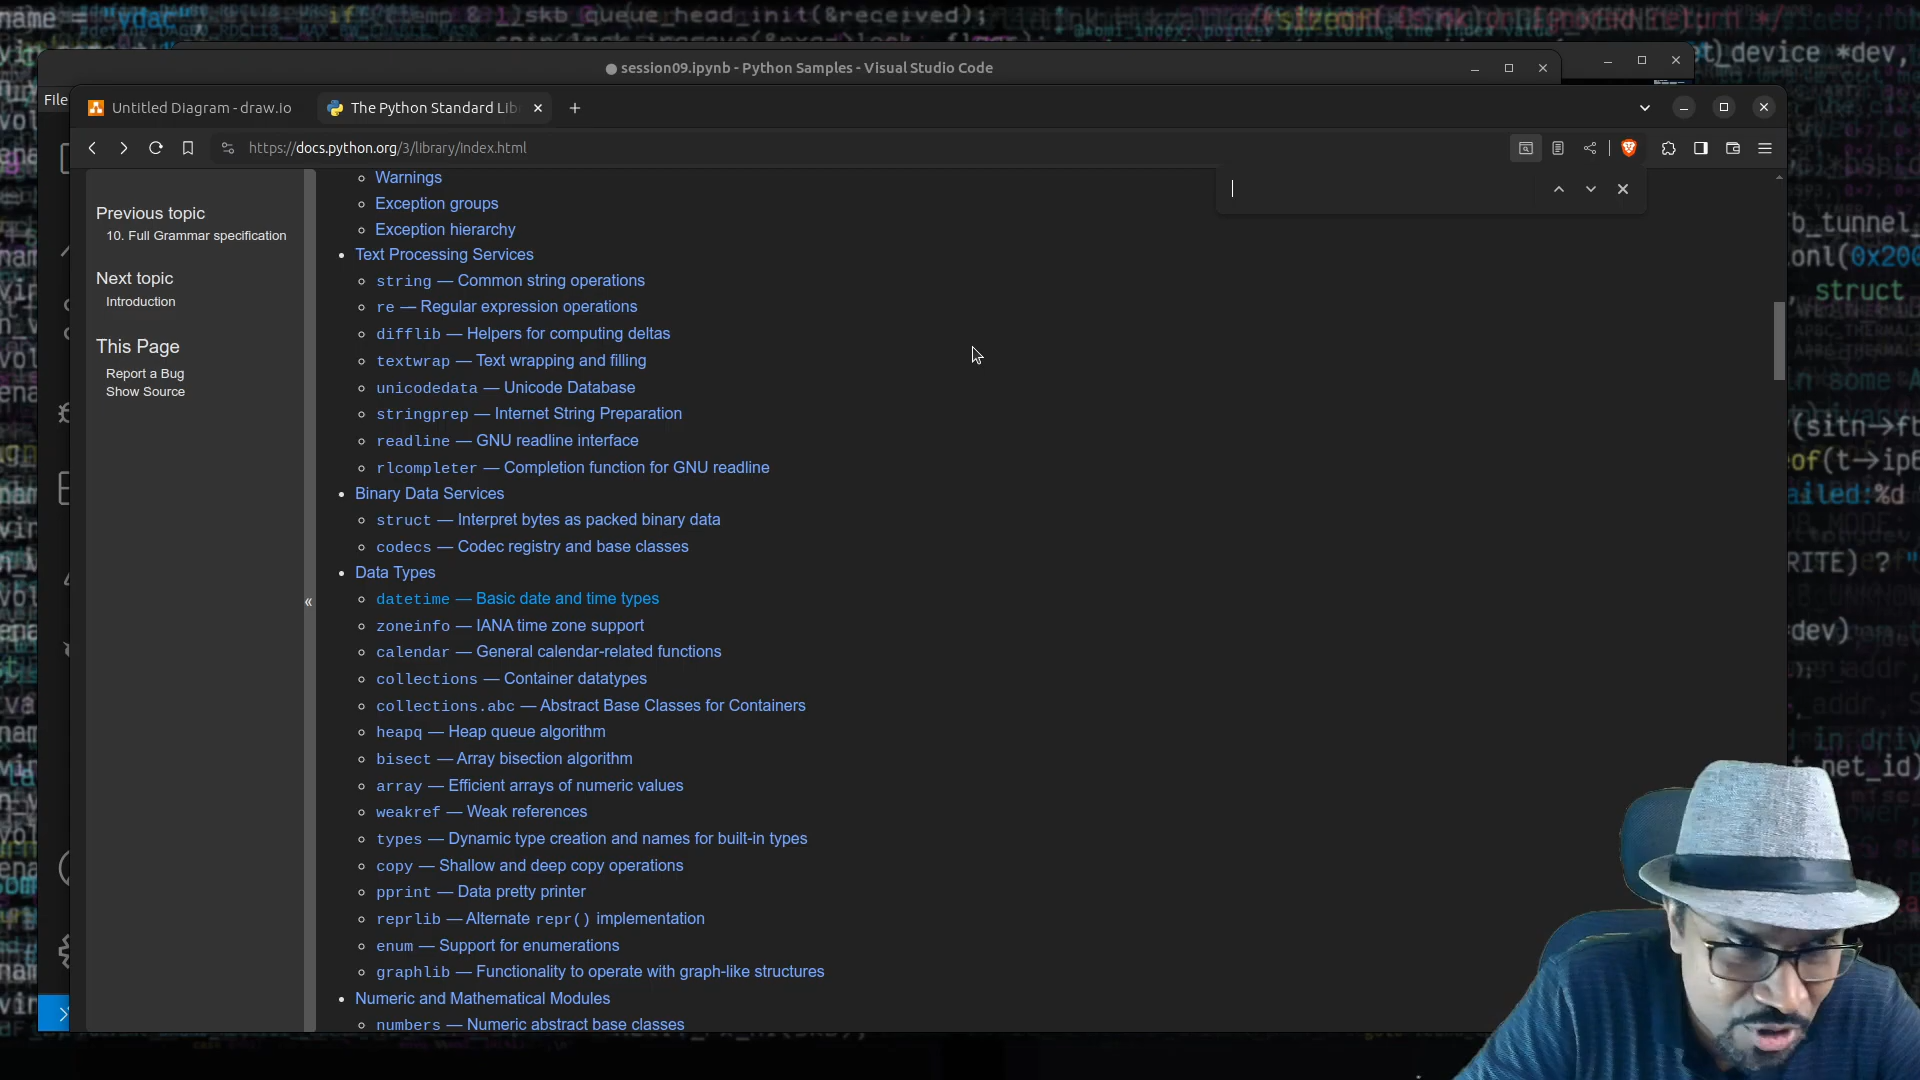 session09.ipynb - Python Samples - Visual Studio Code
File
Untitled Diagram - draw.io
The Python Standard Lib
https://docs.python.org/3/library/index.html
Previous topic
10. Full Grammar specification
Next topic
Introduction
This Page
Report a Bug
Show Source
«
Warnings
Exception groups
Exception hierarchy
Text Processing Services
string — Common string operations
re — Regular expression operations
difflib — Helpers for computing deltas
textwrap — Text wrapping and filling
unicodedata — Unicode Database
stringprep — Internet String Preparation
readline — GNU readline interface
rlcompleter — Completion function for GNU readline
Binary Data Services
struct — Interpret bytes as packed binary data
codecs — Codec registry and base classes
Data Types
datetime — Basic date and time types
zoneinfo — IANA time zone support
calendar — General calendar-related functions
collections — Container datatypes
collections.abc — Abstract Base Classes for Containers
heapq — Heap queue algorithm
bisect — Array bisection algorithm
array — Efficient arrays of numeric values
weakref — Weak references
types — Dynamic type creation and names for built-in types
copy — Shallow and deep copy operations
pprint — Data pretty printer
reprlib — Alternate repr() implementation
enum — Support for enumerations
graphlib — Functionality to operate with graph-like structures
Numeric and Mathematical Modules
numbers — Numeric abstract base classes